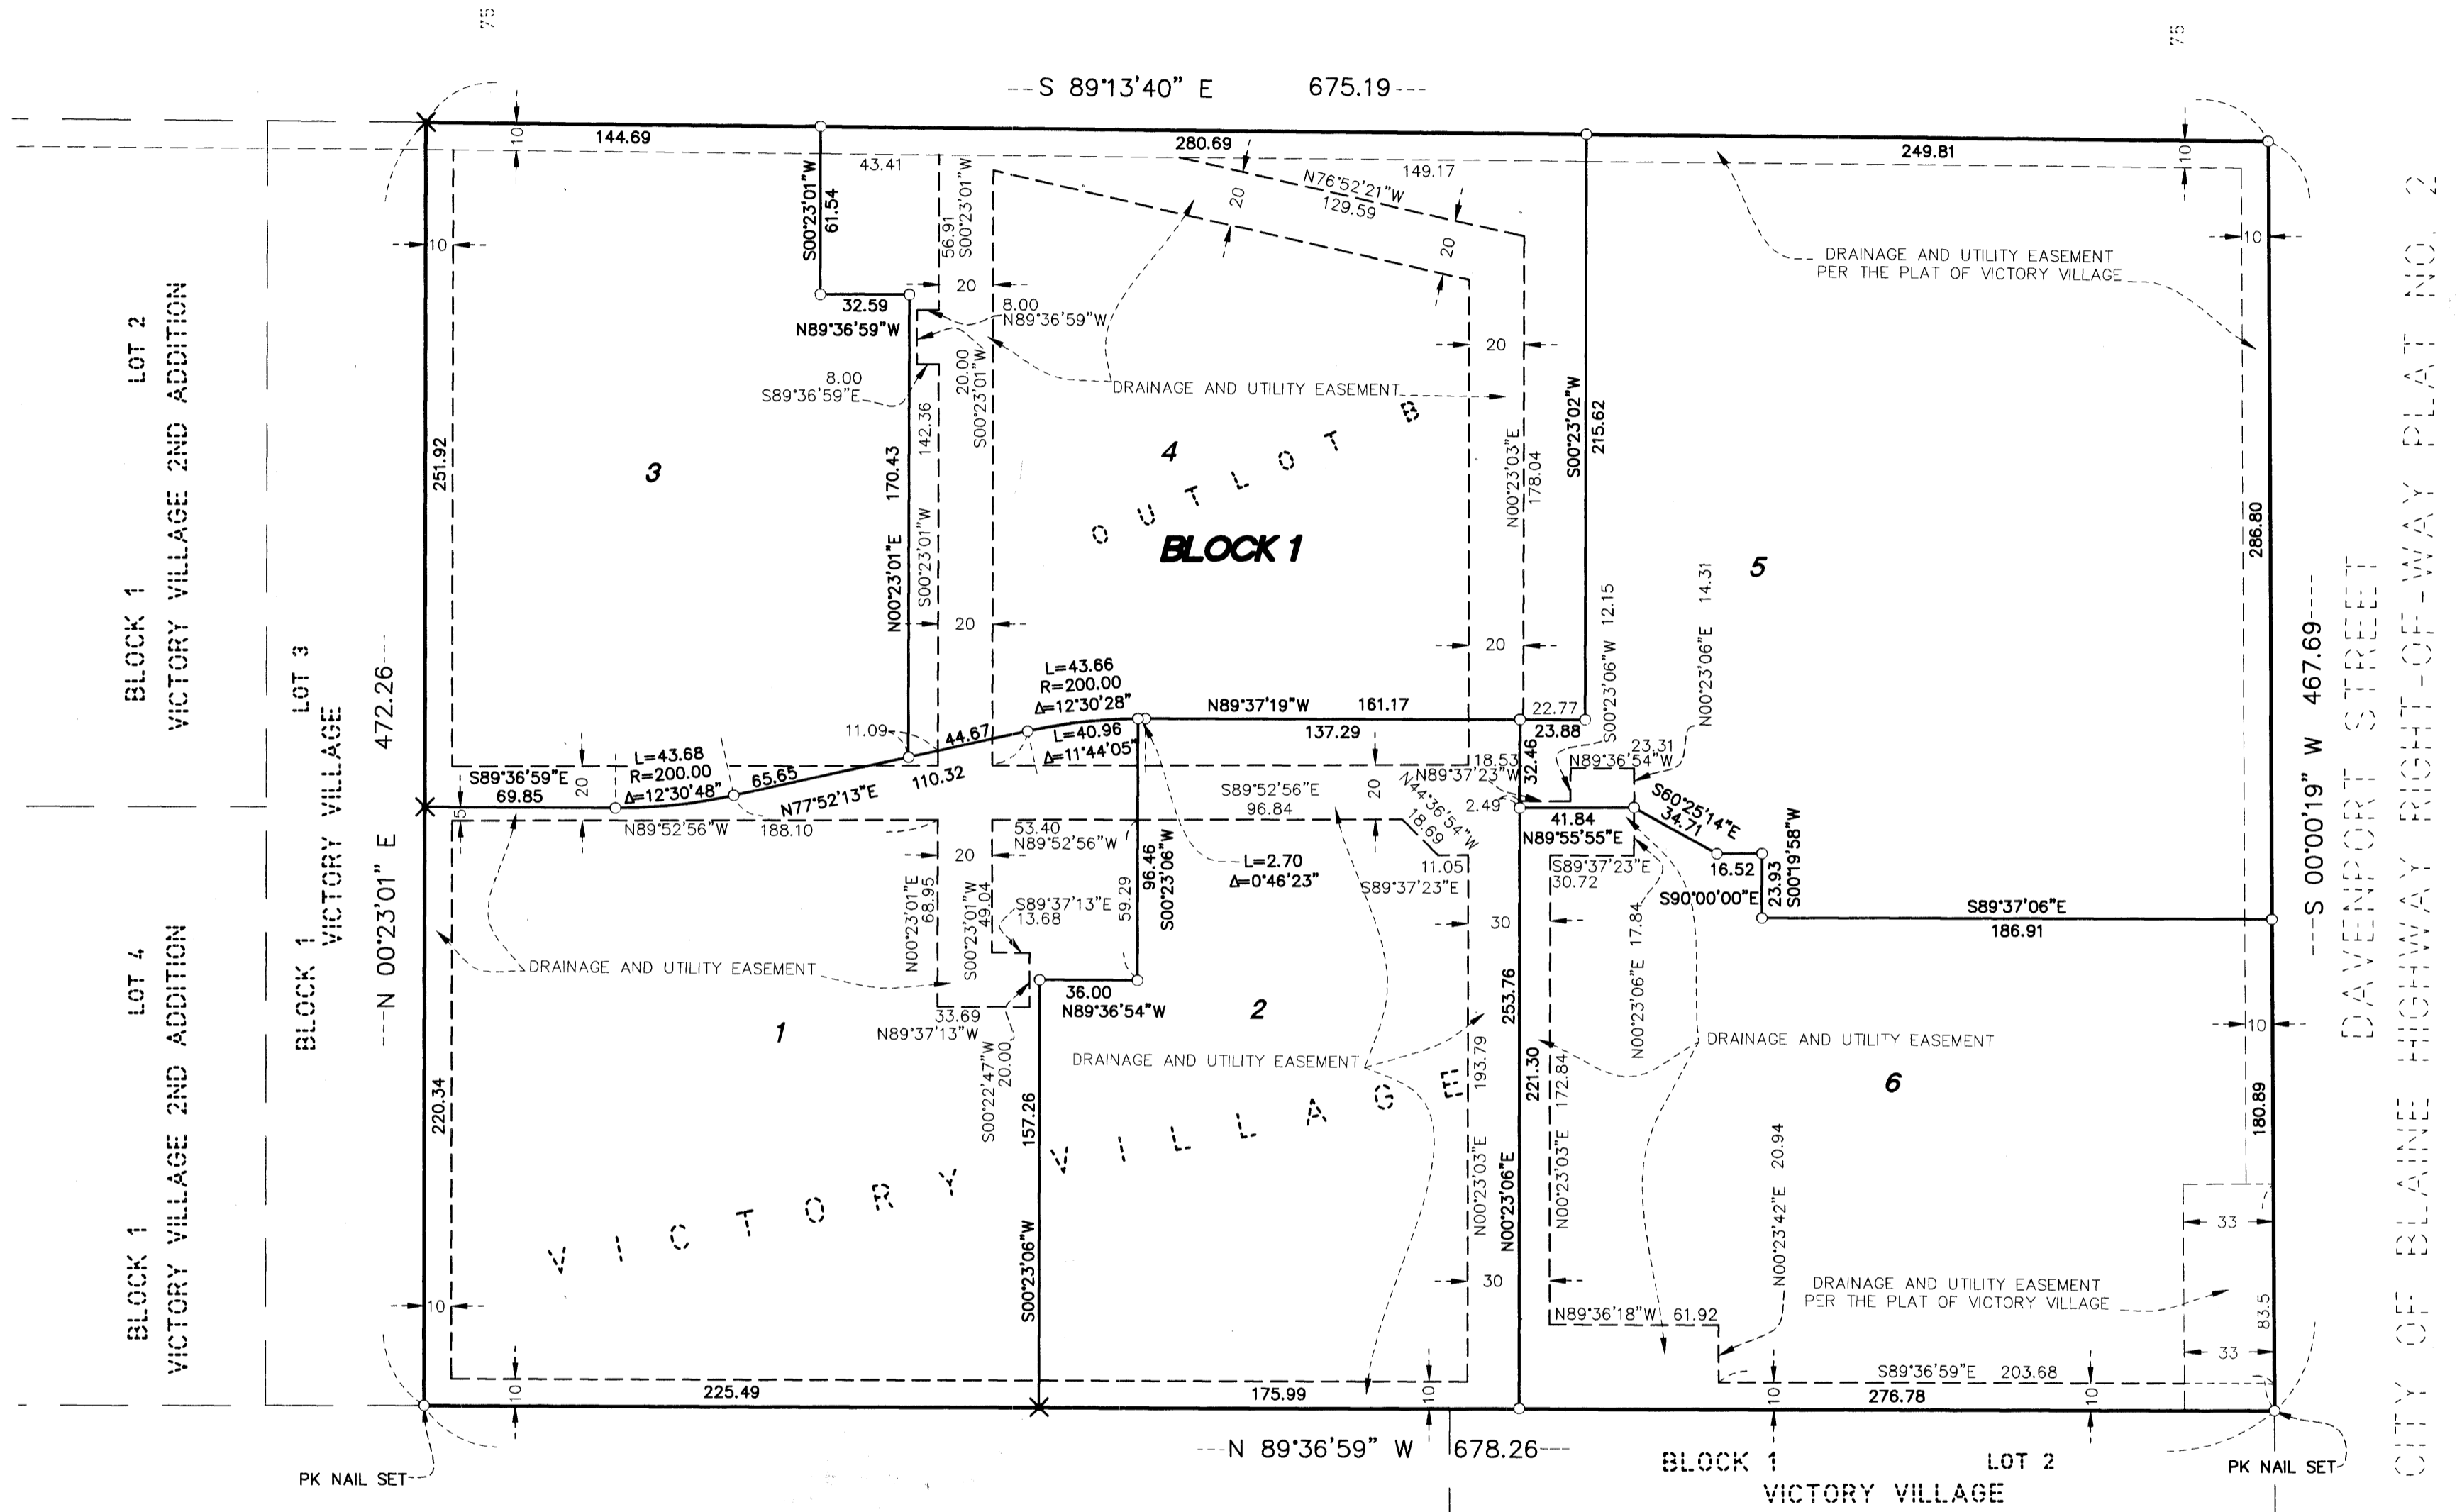 75
75
---S 89°13'40" E 675.19---
144.69
280.69
249.81
10
43.41
149.17
10
S00°23'01"W
61.54
56.91
S00°23'01"W
20
N76°52'21"W
129.59
20
10
10
DRAINAGE AND UTILITY EASEMENT
PER THE PLAT OF VICTORY VILLAGE
32.59
N89°36'59"W
20
8.00
N89°36'59"W
20
8.00
S89°36'59"E
20.00
S00°23'01"W
DRAINAGE AND UTILITY EASEMENT
LOT 2
BLOCK 1
VICTORY VILLAGE 2ND ADDITION
251.92
3
170.43
N00°23'01"E
142.36
S00°23'01"W
4
OUTLOT B
BLOCK 1
N00°23'03"E
178.04
S00°23'02"W
215.62
5
286.80
20
20
LOT 3
BLOCK 1
VICTORY VILLAGE
---N 00°23'01" E 472.26---
S00°23'06"W 12.15
N00°23'06"E 14.31
---S 00°00'19" W 467.69---
DAVENPORT STREET
CITY OF BLAINE HIGHWAY RIGHT-OF-WAY PLAT NO. 2
L=43.66
R=200.00
Δ=12°30'28"
N89°37'19"W 161.17
22.77
11.09
44.67
L=40.96
Δ=11°44'05"
137.29
23.88
S89°36'59"E
69.85
20
L=43.68
R=200.00
Δ=12°30'48"
65.65
N77°52'13"E
110.32
18.53
N89°37'23"W
32.46
23.31
N89°36'54"W
5
S89°52'56"E
96.84
20
N44°36'54"W
18.69
2.49
41.84
N89°55'55"E
S60°25'14"E
34.71
N89°52'56"W 188.10
53.40
N89°52'56"W
20
L=2.70
Δ=0°46'23"
11.05
S89°37'23"E
S89°37'23"E
30.72
16.52
S90°00'00"E
23.93
S00°19'58"W
N00°23'01"E
68.95
S00°23'01"W
49.04
S89°37'13"E
13.68
59.29
96.46
S00°23'06"W
30
N00°23'06"E 17.84
S89°37'06"E
186.91
DRAINAGE AND UTILITY EASEMENT
LOT 4
BLOCK 1
VICTORY VILLAGE 2ND ADDITION
36.00
N89°36'54"W
33.69
N89°37'13"W
1
2
S00°22'47"W
20.00
DRAINAGE AND UTILITY EASEMENT
253.76
DRAINAGE AND UTILITY EASEMENT
10
6
220.34
157.26
S00°23'06"W
193.79
N00°23'03"E
221.30
N00°23'06"E
172.84
N00°23'03"E
180.89
VICTORY VILLAGE
N00°23'42"E 20.94
33
30
10
DRAINAGE AND UTILITY EASEMENT
PER THE PLAT OF VICTORY VILLAGE
83.5
N89°36'18"W 61.92
33
S89°36'59"E 203.68
10
225.49
175.99
10
10
276.78
10
---N 89°36'59" W 678.26---
PK NAIL SET
BLOCK 1
LOT 2
VICTORY VILLAGE
PK NAIL SET